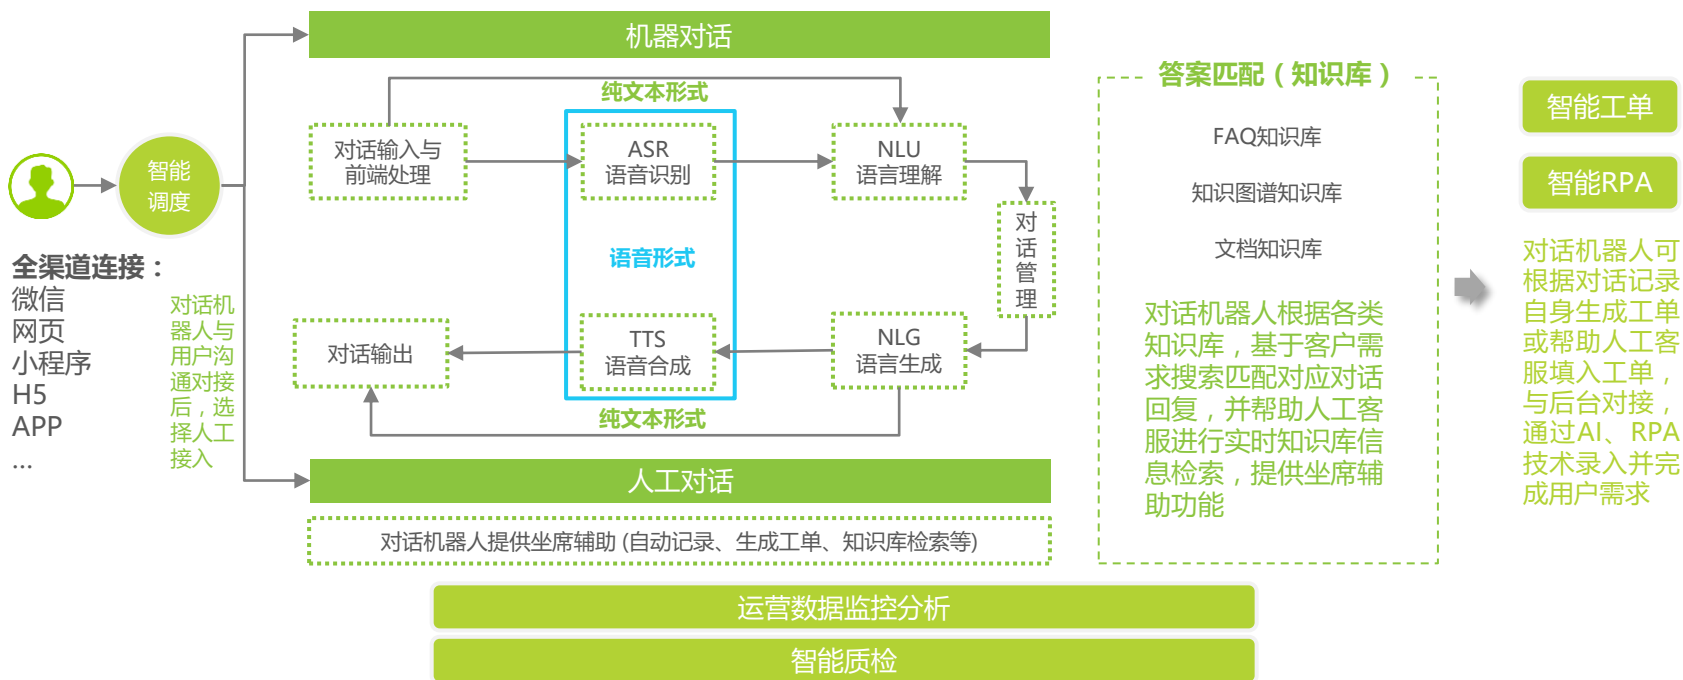 机器对话
纯文本形式
对话输入与
前端处理
ASR
语音识别
NLU
语言理解
语音形式
对
话
管
理
对话输出
TTS
语音合成
NLG
语言生成
纯文本形式
智能
调度
全渠道连接：
微信
网页
小程序
H5
APP
...
对话机
器人与
用户沟
通对接
后，选
择人工
接入
人工对话
对话机器人提供坐席辅助 (自动记录、生成工单、知识库检索等)
答案匹配（知识库）
FAQ知识库
知识图谱知识库
文档知识库
对话机器人根据各类
知识库，基于客户需
求搜索匹配对应对话
回复，并帮助人工客
服进行实时知识库信
息检索，提供坐席辅
助功能
智能工单
智能RPA
对话机器人可
根据对话记录
自身生成工单
或帮助人工客
服填入工单，
与后台对接，
通过AI、RPA
技术录入并完
成用户需求
运营数据监控分析
智能质检